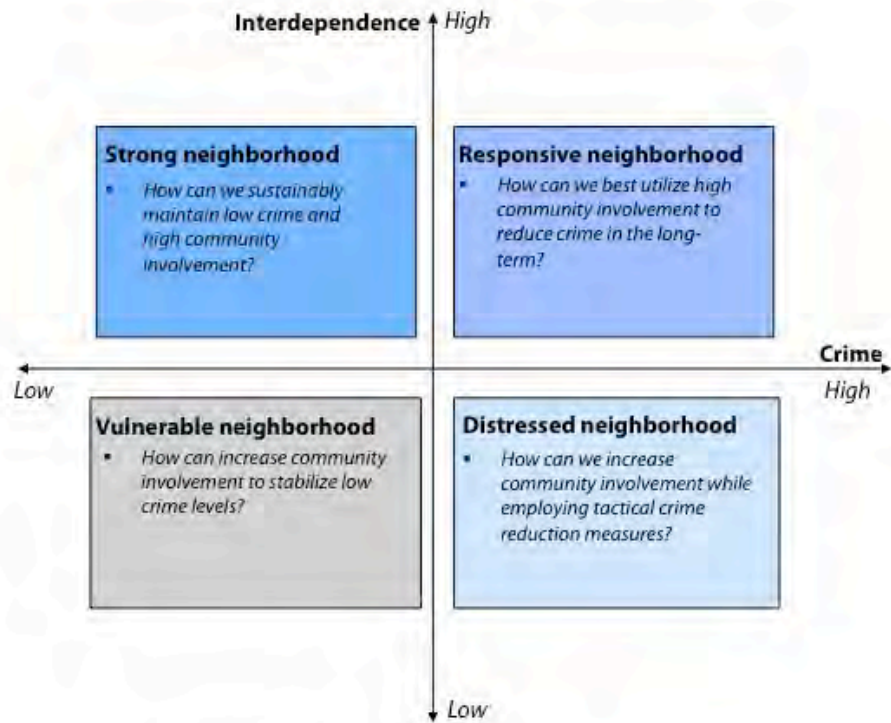 Interdependence High
Strong neighborhood
▪ How can we sustainably
maintain low crime and
high community
involvement?
Responsive neighborhood
▪ How can we best utilize high
community involvement to
reduce crime in the long-
term?
Crime
Low
High
Vulnerable neighborhood
▪ How can increase community
involvement to stabilize low
crime levels?
Distressed neighborhood
▪ How can we increase
community involvement while
employing tactical crime
reduction measures?
Low